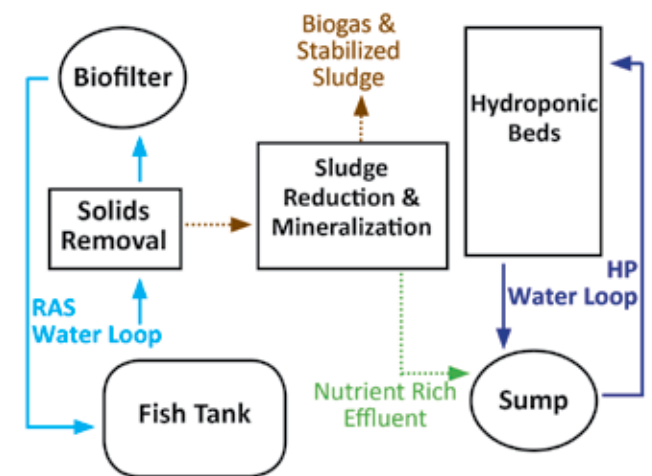 Biogas &
Stabilized
Sludge
Biofilter
Hydroponic
Beds
Sludge
Reduction &
Mineralization
Solids
Removal
RAS
Water Loop
HP
Water Loop
Fish Tank
Nutrient Rich
Effluent
Sump